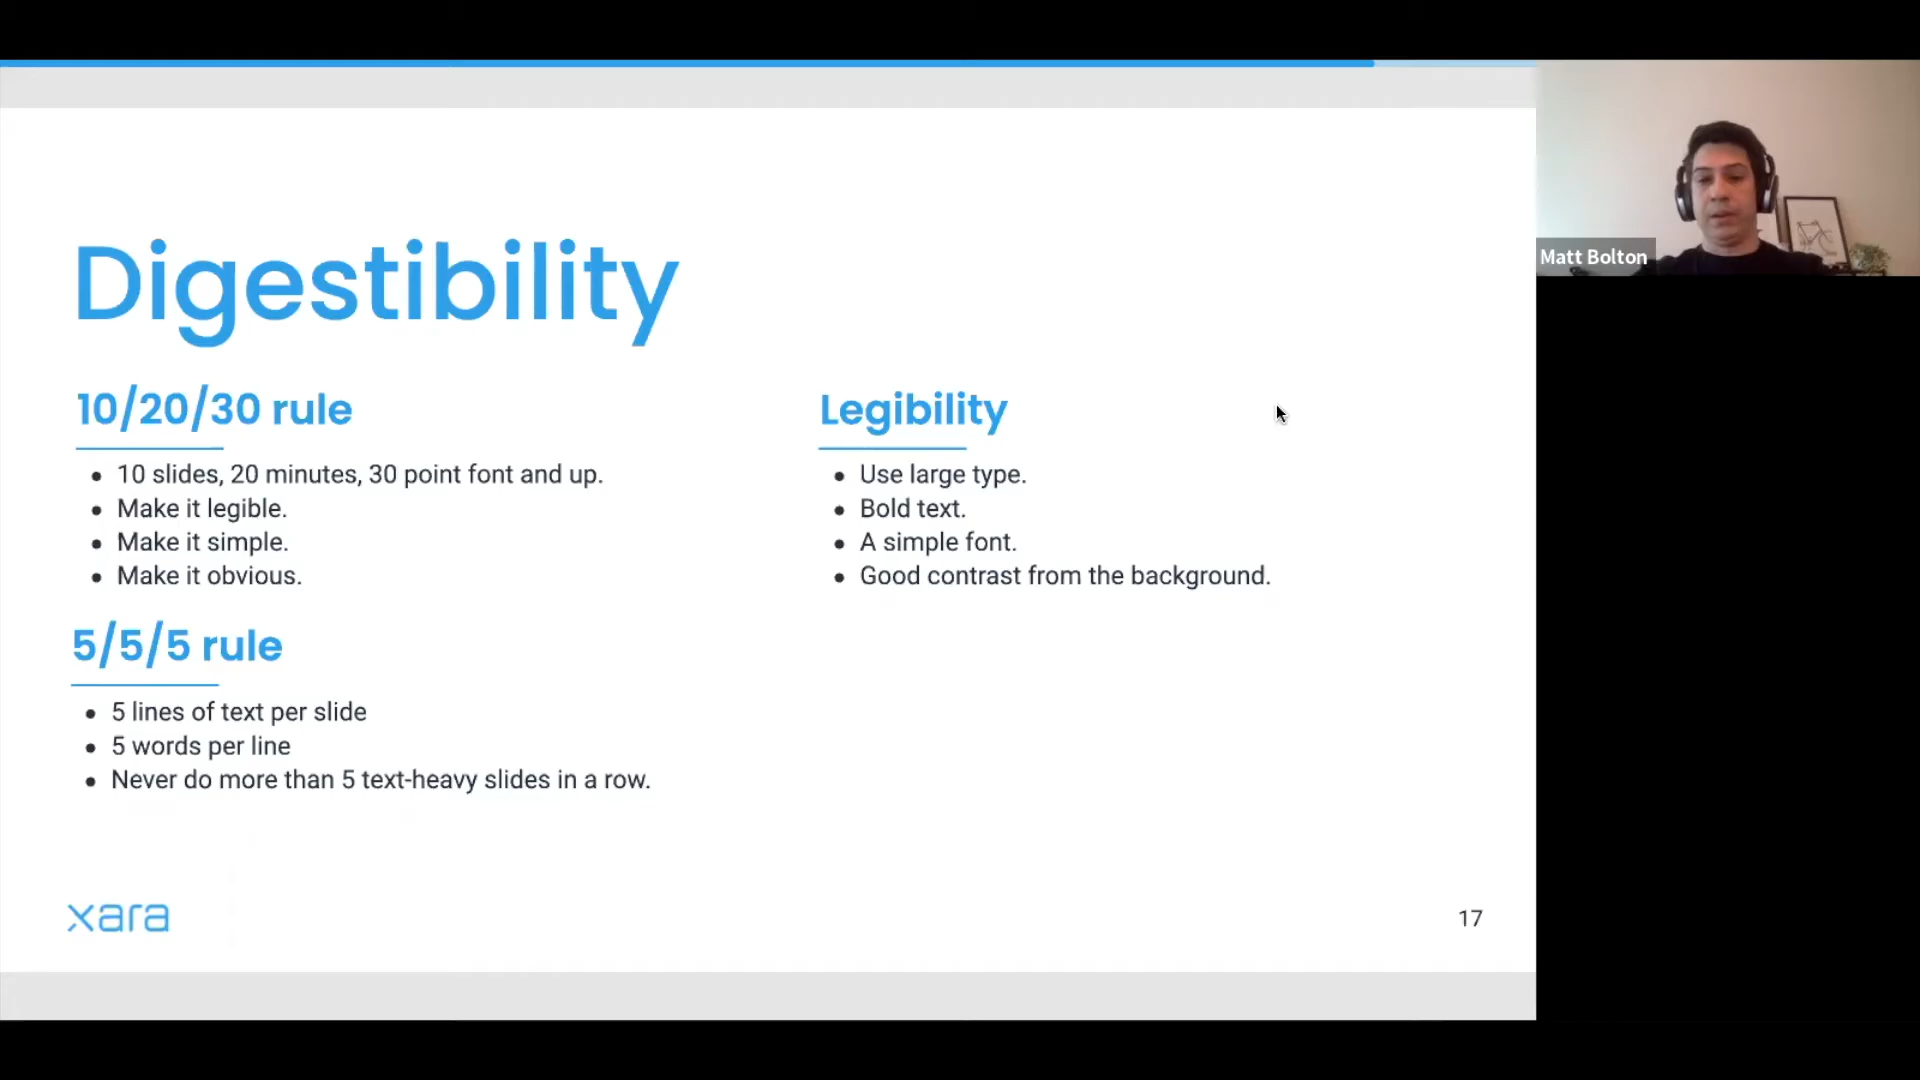 Digestibility
10/20/30 rule
10 slides, 20 minutes, 30 point font and up.
Make it legible.
Make it simple.
Make it obvious.
5/5/5 rule
5 lines of text per slide
5 words per line
Never do more than 5 text-heavy slides in a row.
Legibility
Use large type.
Bold text.
A simple font.
Good contrast from the background.
xara
17
Matt Bolton